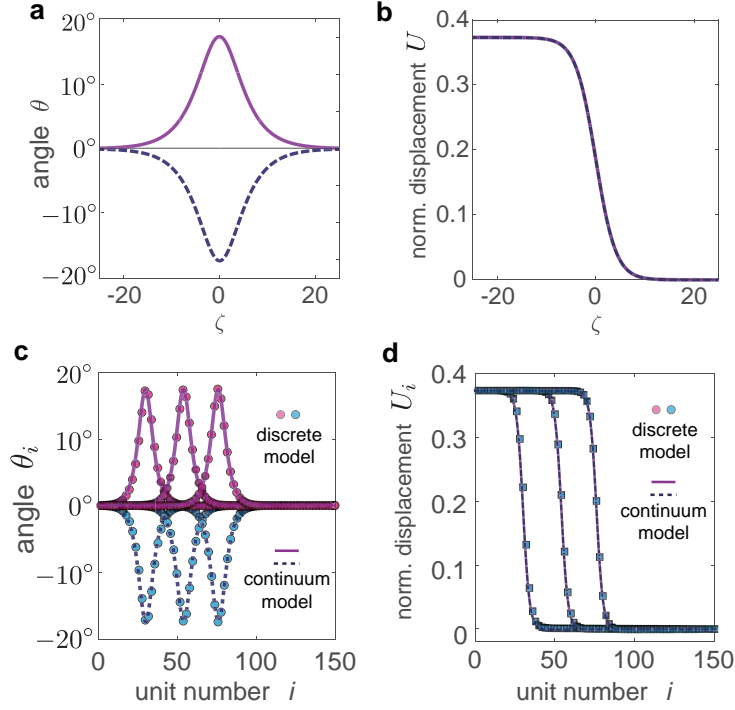 a
20°
10°
0°
−10°
−20°
angle θ
-20
0
20
ζ
b
0.4
0.3
0.2
0.1
0
norm. displacement U
-20
0
20
ζ
c
20°
10°
0°
−10°
−20°
angle θi
discrete
model
continuum
model
0
50
100
150
unit number i
d
0.4
0.3
0.2
0.1
0
norm. displacement Ui
discrete
model
continuum
model
0
50
100
150
unit number i